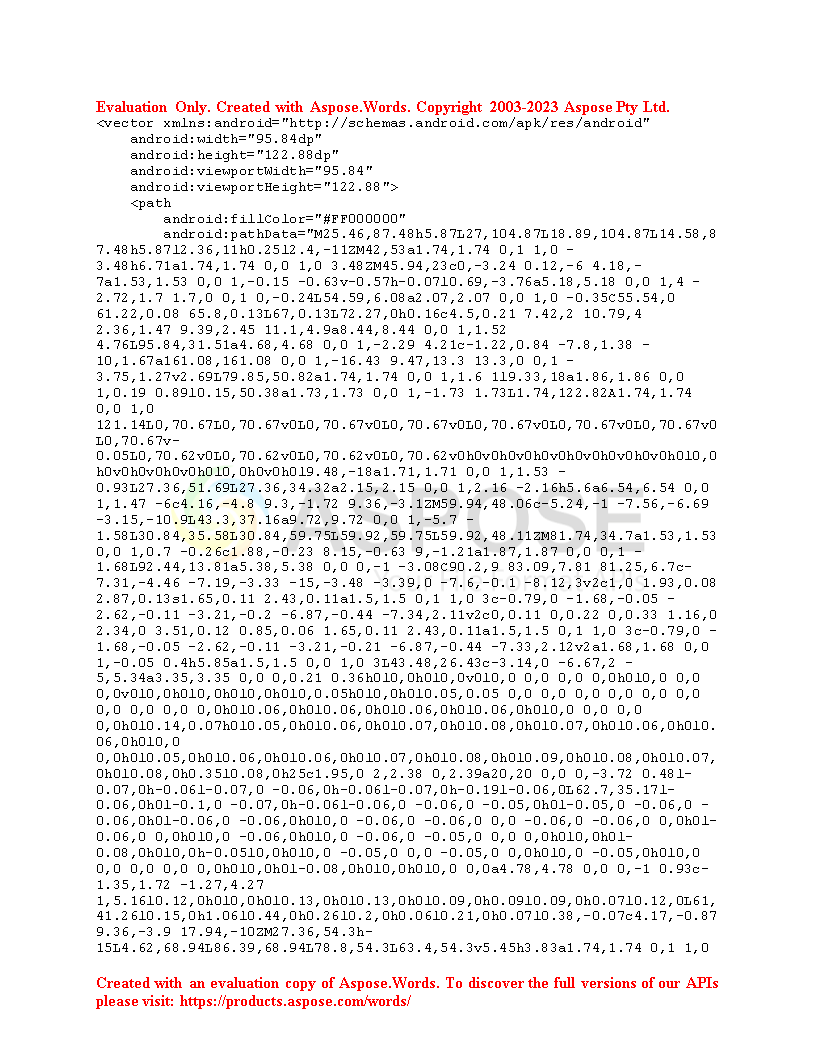 Evaluation Only. Created with Aspose.Words. Copyright 2003-2023 Aspose Pty Ltd.
<vector xmlns:android="http://schemas.android.com/apk/res/android"
    android:width="95.84dp"
    android:height="122.88dp"
    android:viewportWidth="95.84"
    android:viewportHeight="122.88">
    <path
        android:fillColor="#FF000000"
        android:pathData="M25.46,87.48h5.87L27,104.87L18.89,104.87L14.58,8
7.48h5.87l2.36,11h0.25l2.4,-11ZM42,53a1.74,1.74 0,1 1,0 -
3.48h6.71a1.74,1.74 0,0 1,0 3.48ZM45.94,23c0,-3.24 0.12,-6 4.18,-
7a1.53,1.53 0,0 1,-0.15 -0.63v-0.57h-0.07l0.69,-3.76a5.18,5.18 0,0 1,4 -
2.72,1.7 1.7,0 0,1 0,-0.24L54.59,6.08a2.07,2.07 0,0 1,0 -0.35C55.54,0
61.22,0.08 65.8,0.13L67,0.13L72.27,0h0.16c4.5,0.21 7.42,2 10.79,4
2.36,1.47 9.39,2.45 11.1,4.9a8.44,8.44 0,0 1,1.52
4.76L95.84,31.51a4.68,4.68 0,0 1,-2.29 4.21c-1.22,0.84 -7.8,1.38 -
10,1.67a161.08,161.08 0,0 1,-16.43 9.47,13.3 13.3,0 0,1 -
3.75,1.27v2.69L79.85,50.82a1.74,1.74 0,0 1,1.6 1l9.33,18a1.86,1.86 0,0
1,0.19 0.89l0.15,50.38a1.73,1.73 0,0 1,-1.73 1.73L1.74,122.82A1.74,1.74
0,0 1,0
121.14L0,70.67L0,70.67v0L0,70.67v0L0,70.67v0L0,70.67v0L0,70.67v0L0,70.67v0
L0,70.67v-
0.05L0,70.62v0L0,70.62v0L0,70.62v0L0,70.62v0h0v0h0v0h0v0h0v0h0v0h0v0h0l0,0
h0v0h0v0h0v0h0l0,0h0v0h0l9.48,-18a1.71,1.71 0,0 1,1.53 -
0.93L27.36,51.69L27.36,34.32a2.15,2.15 0,0 1,2.16 -2.16h5.6a6.54,6.54 0,0
1,1.47 -6c4.16,-4.8 9.3,-1.72 9.36,-3.1ZM59.94,48.06c-5.24,-1 -7.56,-6.69
-3.15,-10.9L43.3,37.16a9.72,9.72 0,0 1,-5.7 -
1.58L30.84,35.58L30.84,59.75L59.92,59.75L59.92,48.11ZM81.74,34.7a1.53,1.53
0,0 1,0.7 -0.26c1.88,-0.23 8.15,-0.63 9,-1.21a1.87,1.87 0,0 0,1 -
1.68L92.44,13.81a5.38,5.38 0,0 0,-1 -3.08C90.2,9 83.09,7.81 81.25,6.7c-
7.31,-4.46 -7.19,-3.33 -15,-3.48 -3.39,0 -7.6,-0.1 -8.12,3v2c1,0 1.93,0.08
2.87,0.13s1.65,0.11 2.43,0.11a1.5,1.5 0,1 1,0 3c-0.79,0 -1.68,-0.05 -
2.62,-0.11 -3.21,-0.2 -6.87,-0.44 -7.34,2.11v2c0,0.11 0,0.22 0,0.33 1.16,0
2.34,0 3.51,0.12 0.85,0.06 1.65,0.11 2.43,0.11a1.5,1.5 0,1 1,0 3c-0.79,0 -
1.68,-0.05 -2.62,-0.11 -3.21,-0.21 -6.87,-0.44 -7.33,2.12v2a1.68,1.68 0,0
1,-0.05 0.4h5.85a1.5,1.5 0,0 1,0 3L43.48,26.43c-3.14,0 -6.67,2 -
5,5.34a3.35,3.35 0,0 0,0.21 0.36h0l0,0h0l0,0v0l0,0 0,0 0,0 0,0h0l0,0 0,0
0,0v0l0,0h0l0,0h0l0,0h0l0,0.05h0l0,0h0l0.05,0.05 0,0 0,0 0,0 0,0 0,0 0,0
0,0 0,0 0,0 0,0h0l0.06,0h0l0.06,0h0l0.06,0h0l0.06,0h0l0,0 0,0 0,0
0,0h0l0.14,0.07h0l0.05,0h0l0.06,0h0l0.07,0h0l0.08,0h0l0.07,0h0l0.06,0h0l0.
06,0h0l0,0
0,0h0l0.05,0h0l0.06,0h0l0.06,0h0l0.07,0h0l0.08,0h0l0.09,0h0l0.08,0h0l0.07,
0h0l0.08,0h0.35l0.08,0h25c1.95,0 2,2.38 0,2.39a20,20 0,0 0,-3.72 0.48l-
0.07,0h-0.06l-0.07,0 -0.06,0h-0.06l-0.07,0h-0.19l-0.06,0L62.7,35.17l-
0.06,0h0l-0.1,0 -0.07,0h-0.06l-0.06,0 -0.06,0 -0.05,0h0l-0.05,0 -0.06,0 -
0.06,0h0l-0.06,0 -0.06,0h0l0,0 -0.06,0 -0.06,0 0,0 -0.06,0 -0.06,0 0,0h0l-
0.06,0 0,0h0l0,0 -0.06,0h0l0,0 -0.06,0 -0.05,0 0,0 0,0h0l0,0h0l-
0.08,0h0l0,0h-0.05l0,0h0l0,0 -0.05,0 0,0 -0.05,0 0,0h0l0,0 -0.05,0h0l0,0
0,0 0,0 0,0 0,0h0l0,0h0l-0.08,0h0l0,0h0l0,0 0,0a4.78,4.78 0,0 0,-1 0.93c-
1.35,1.72 -1.27,4.27
1,5.16l0.12,0h0l0,0h0l0.13,0h0l0.13,0h0l0.09,0h0.09l0.09,0h0.07l0.12,0L61,
41.26l0.15,0h1.06l0.44,0h0.26l0.2,0h0.06l0.21,0h0.07l0.38,-0.07c4.17,-0.87
9.36,-3.9 17.94,-10ZM27.36,54.3h-
15L4.62,68.94L86.39,68.94L78.8,54.3L63.4,54.3v5.45h3.83a1.74,1.74 0,1 1,0
Created with an evaluation copy of Aspose.Words. To discover the full versions of our APIs
please visit: https://products.aspose.com/words/
ASPOSE